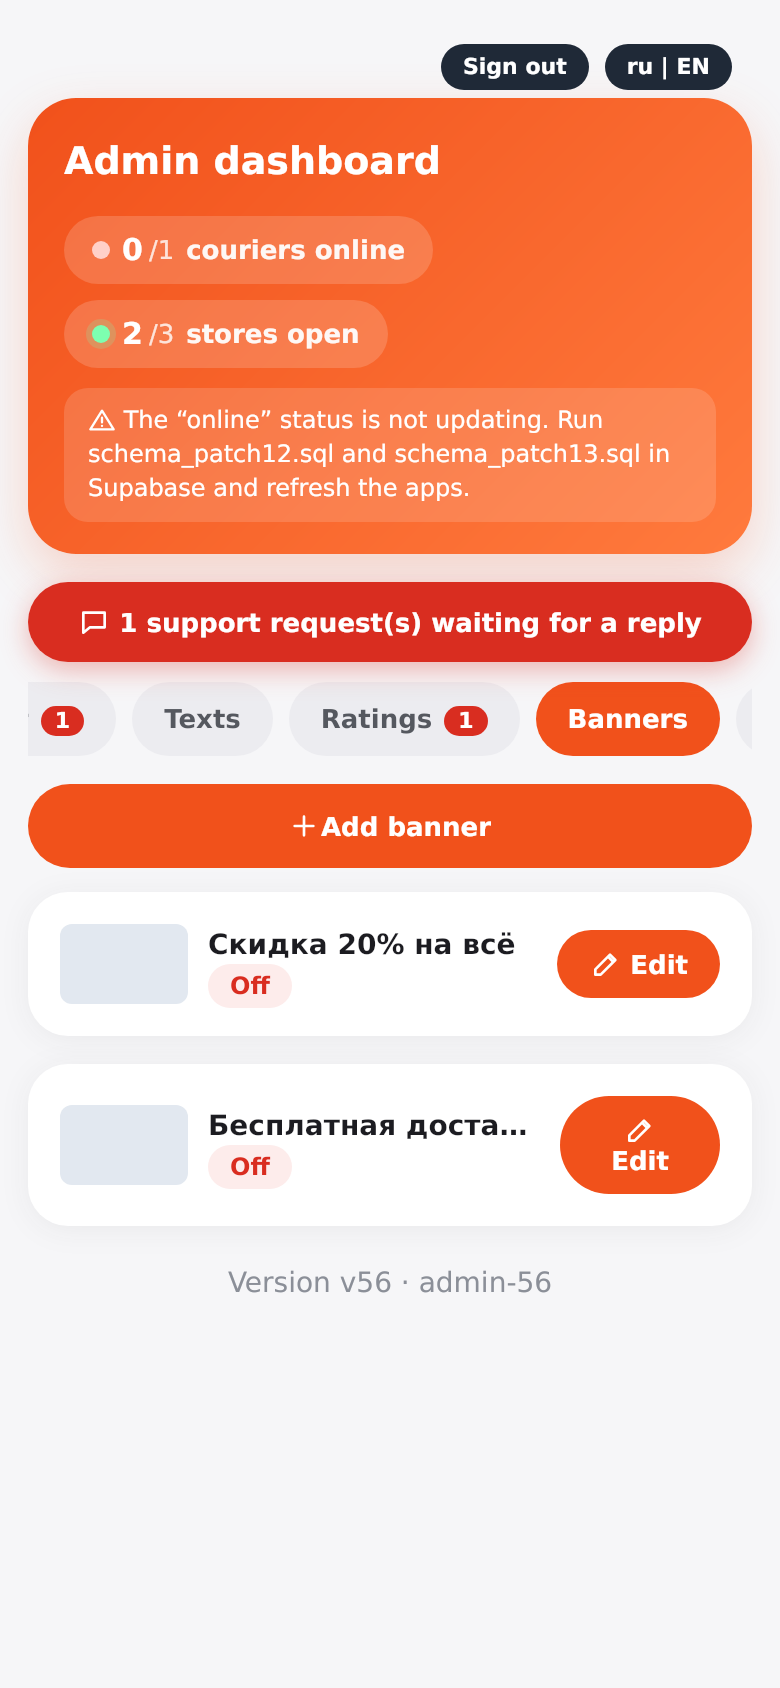 Sign out
ru | EN
Admin dashboard
0 /1 couriers online
2 /3 stores open
The “online” status is not updating. Run
schema_patch12.sql and schema_patch13.sql in
Supabase and refresh the apps.
1 support request(s) waiting for a reply
1
Texts
Ratings 1
Banners
+ Add banner
Скидка 20% на всё
Off
Edit
Бесплатная доста...
Off
Edit
Version v56 · admin-56